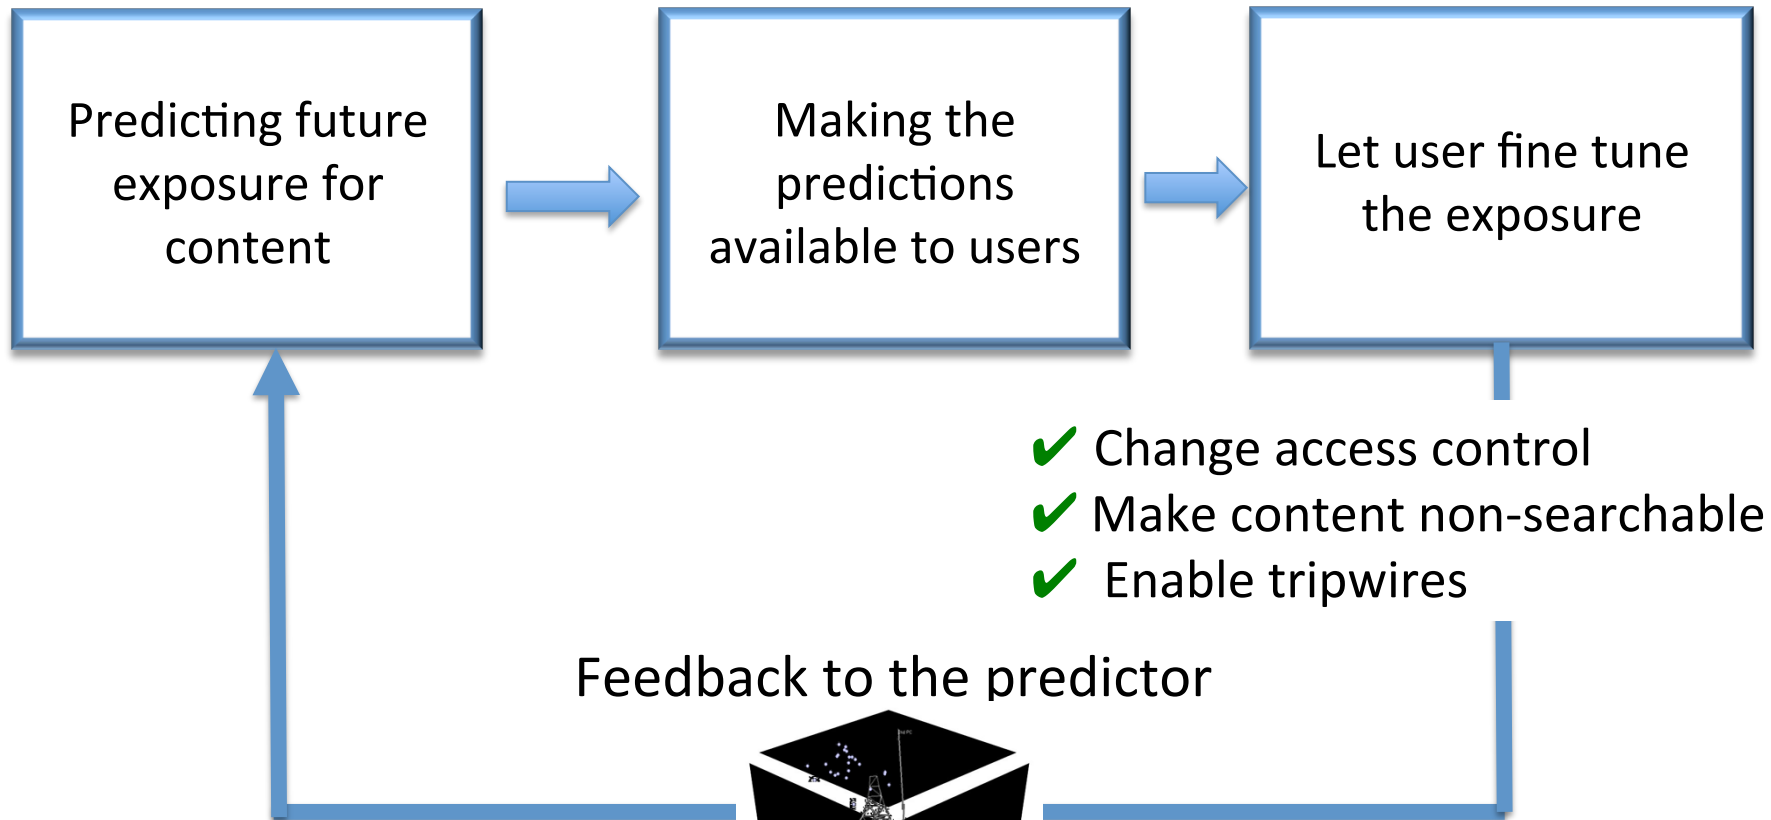 Predicting future
exposure for
content
Making the
predictions
available to users
Let user fine tune
the exposure
✔ Change access control
✔ Make content non-searchable
✔ Enable tripwires
Feedback to the predictor